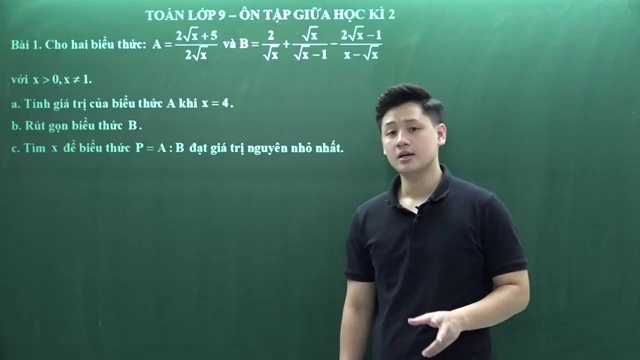 TOÁN LỚP 9 – ÔN TẬP GIỮA HỌC KÌ 2
Bài 1. Cho hai biểu thức: A = (2√x + 5)/(2√x) và B = 2/√x + √x/(√x − 1) − (2√x − 1)/(x − √x)
với x > 0, x ≠ 1.
a. Tính giá trị của biểu thức A khi x = 4.
b. Rút gọn biểu thức B.
c. Tìm x để biểu thức P = A : B đạt giá trị nguyên nhỏ nhất.